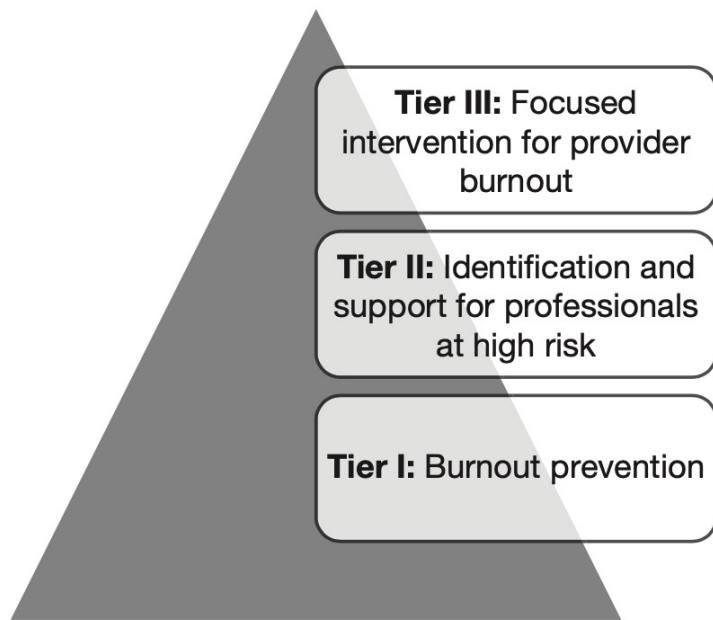 Tier III: Focused
intervention for provider
burnout
Tier II: Identification and
support for professionals
at high risk
Tier I: Burnout prevention